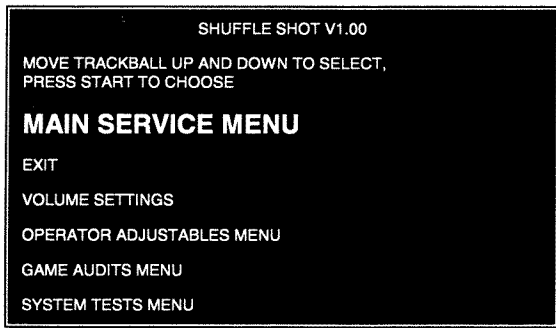 SHUFFLE SHOT V1.00
MOVE TRACKBALL UP AND DOWN TO SELECT,
PRESS START TO CHOOSE
MAIN SERVICE MENU
EXIT
VOLUME SETTINGS
OPERATOR ADJUSTABLES MENU
GAME AUDITS MENU
SYSTEM TESTS MENU